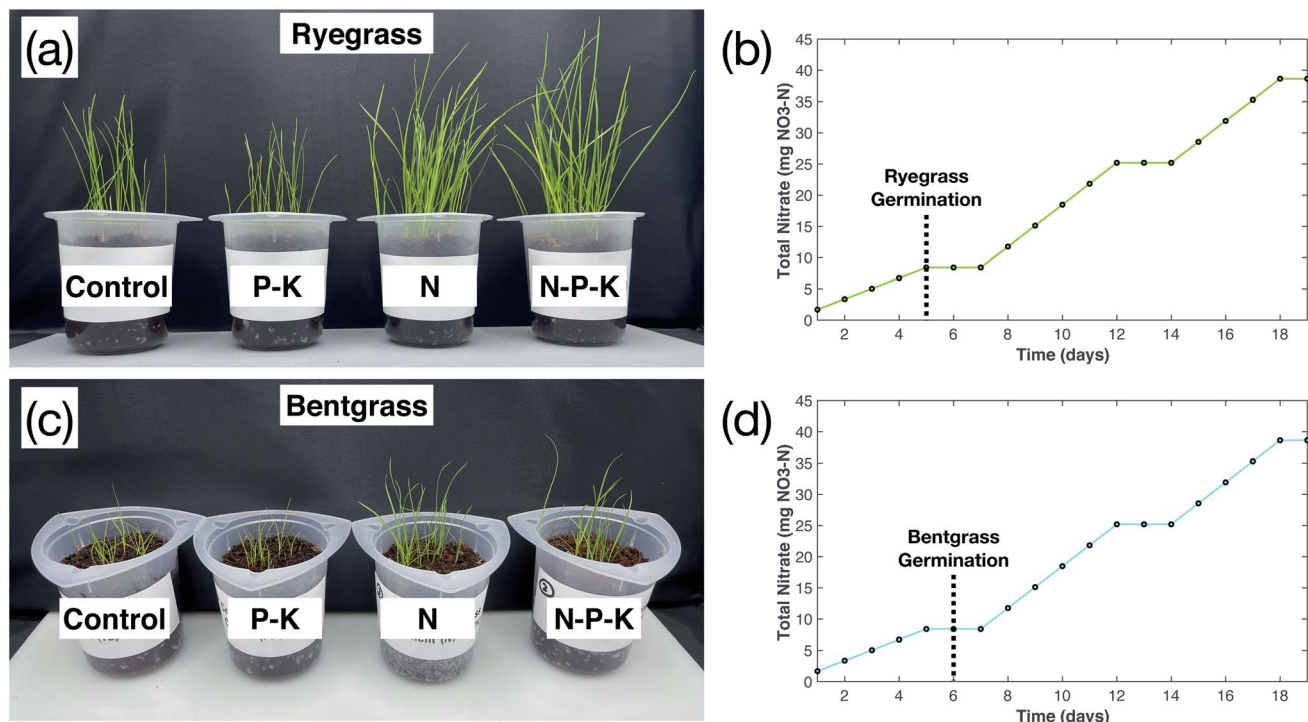 (a)
Ryegrass
Control
P-K
N
N-P-K
(b)
45
40
35
30
25
20
15
10
5
0
Total Nitrate (mg NO3-N)
Ryegrass
Germination
2 4 6 8 10 12 14 16 18
Time (days)
(c)
Bentgrass
Control
P-K
N
N-P-K
2
(d)
45
40
35
30
25
20
15
10
5
0
Total Nitrate (mg NO3-N)
Bentgrass
Germination
2 4 6 8 10 12 14 16 18
Time (days)